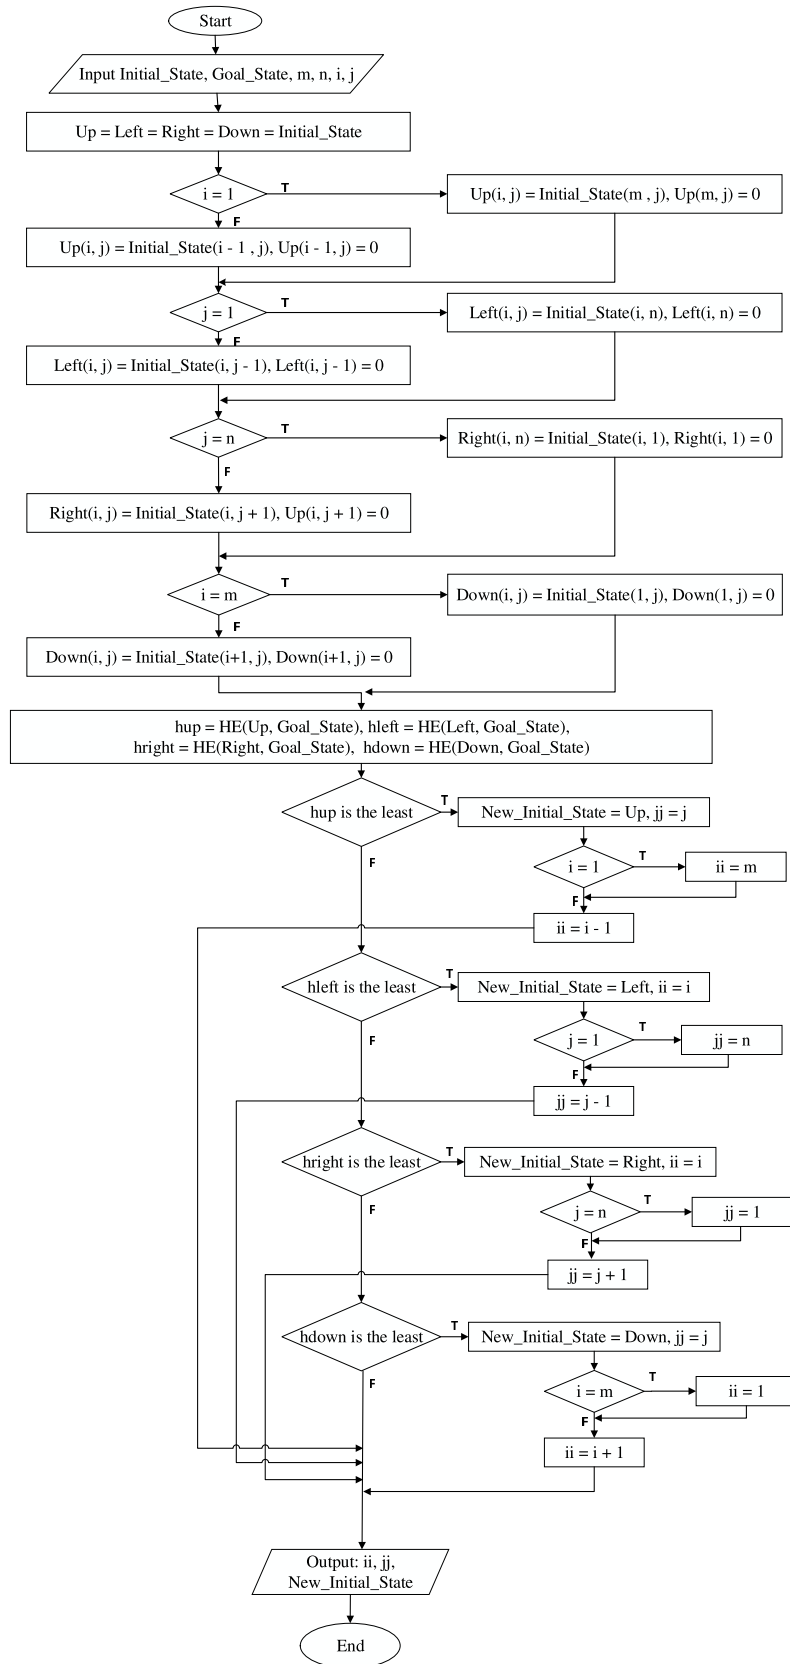 Start
Input Initial_State, Goal_State, m, n, i, j
Up = Left = Right = Down = Initial_State
i = 1
T
Up(i, j) = Initial_State(m , j), Up(m, j) = 0
F
Up(i, j) = Initial_State(i - 1 , j), Up(i - 1, j) = 0
j = 1
T
Left(i, j) = Initial_State(i, n), Left(i, n) = 0
F
Left(i, j) = Initial_State(i, j - 1), Left(i, j - 1) = 0
j = n
T
Right(i, n) = Initial_State(i, 1), Right(i, 1) = 0
F
Right(i, j) = Initial_State(i, j + 1), Up(i, j + 1) = 0
i = m
T
Down(i, j) = Initial_State(1, j), Down(1, j) = 0
F
Down(i, j) = Initial_State(i+1, j), Down(i+1, j) = 0
hup = HE(Up, Goal_State), hleft = HE(Left, Goal_State),
hright = HE(Right, Goal_State), hdown = HE(Down, Goal_State)
hup is the least
T
New_Initial_State = Up, jj = j
F
i = 1
T
ii = m
F
ii = i - 1
hleft is the least
T
New_Initial_State = Left, ii = i
F
j = 1
T
jj = n
F
jj = j - 1
hright is the least
T
New_Initial_State = Right, ii = i
F
j = n
T
jj = 1
F
jj = j + 1
hdown is the least
T
New_Initial_State = Down, jj = j
F
i = m
T
ii = 1
F
ii = i + 1
Output: ii, jj,
New_Initial_State
End